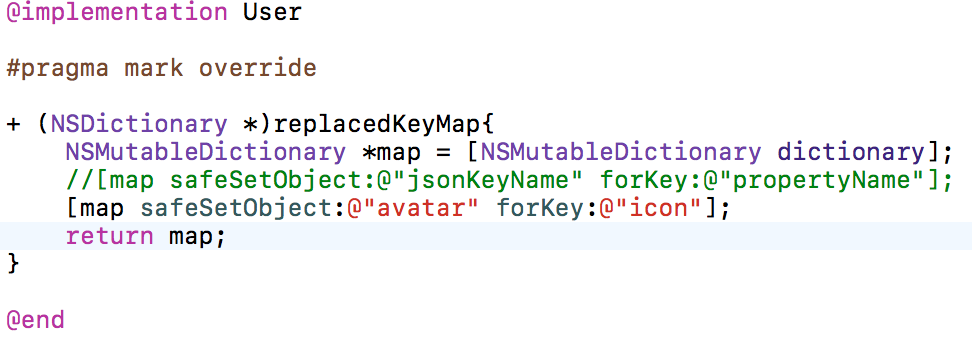 @implementation User
#pragma mark override
+ (NSDictionary *)replacedKeyMap{
    NSMutableDictionary *map = [NSMutableDictionary dictionary];
    //[map safeSetObject:@"jsonKeyName" forKey:@"propertyName"];
    [map safeSetObject:@"avatar" forKey:@"icon"];
    return map;
}
@end